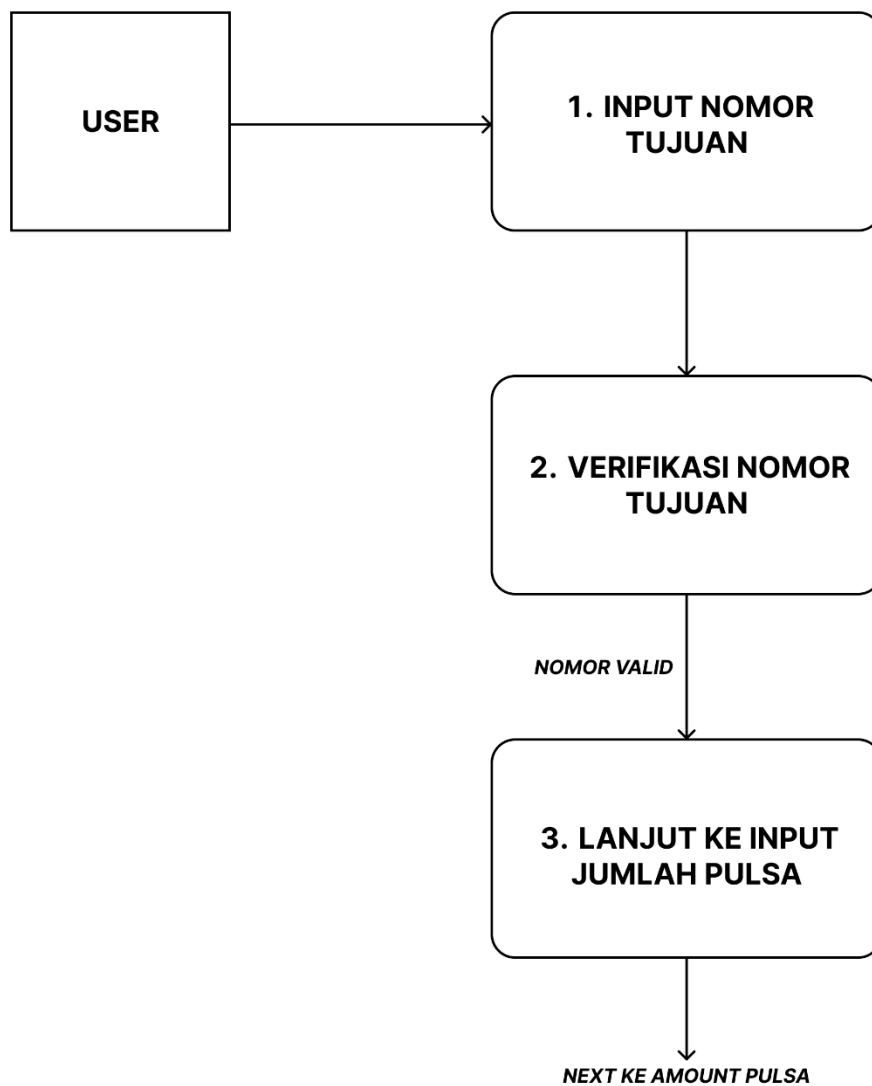 USER
1. INPUT NOMOR
TUJUAN
2. VERIFIKASI NOMOR
TUJUAN
NOMOR VALID
3. LANJUT KE INPUT
JUMLAH PULSA
NEXT KE AMOUNT PULSA